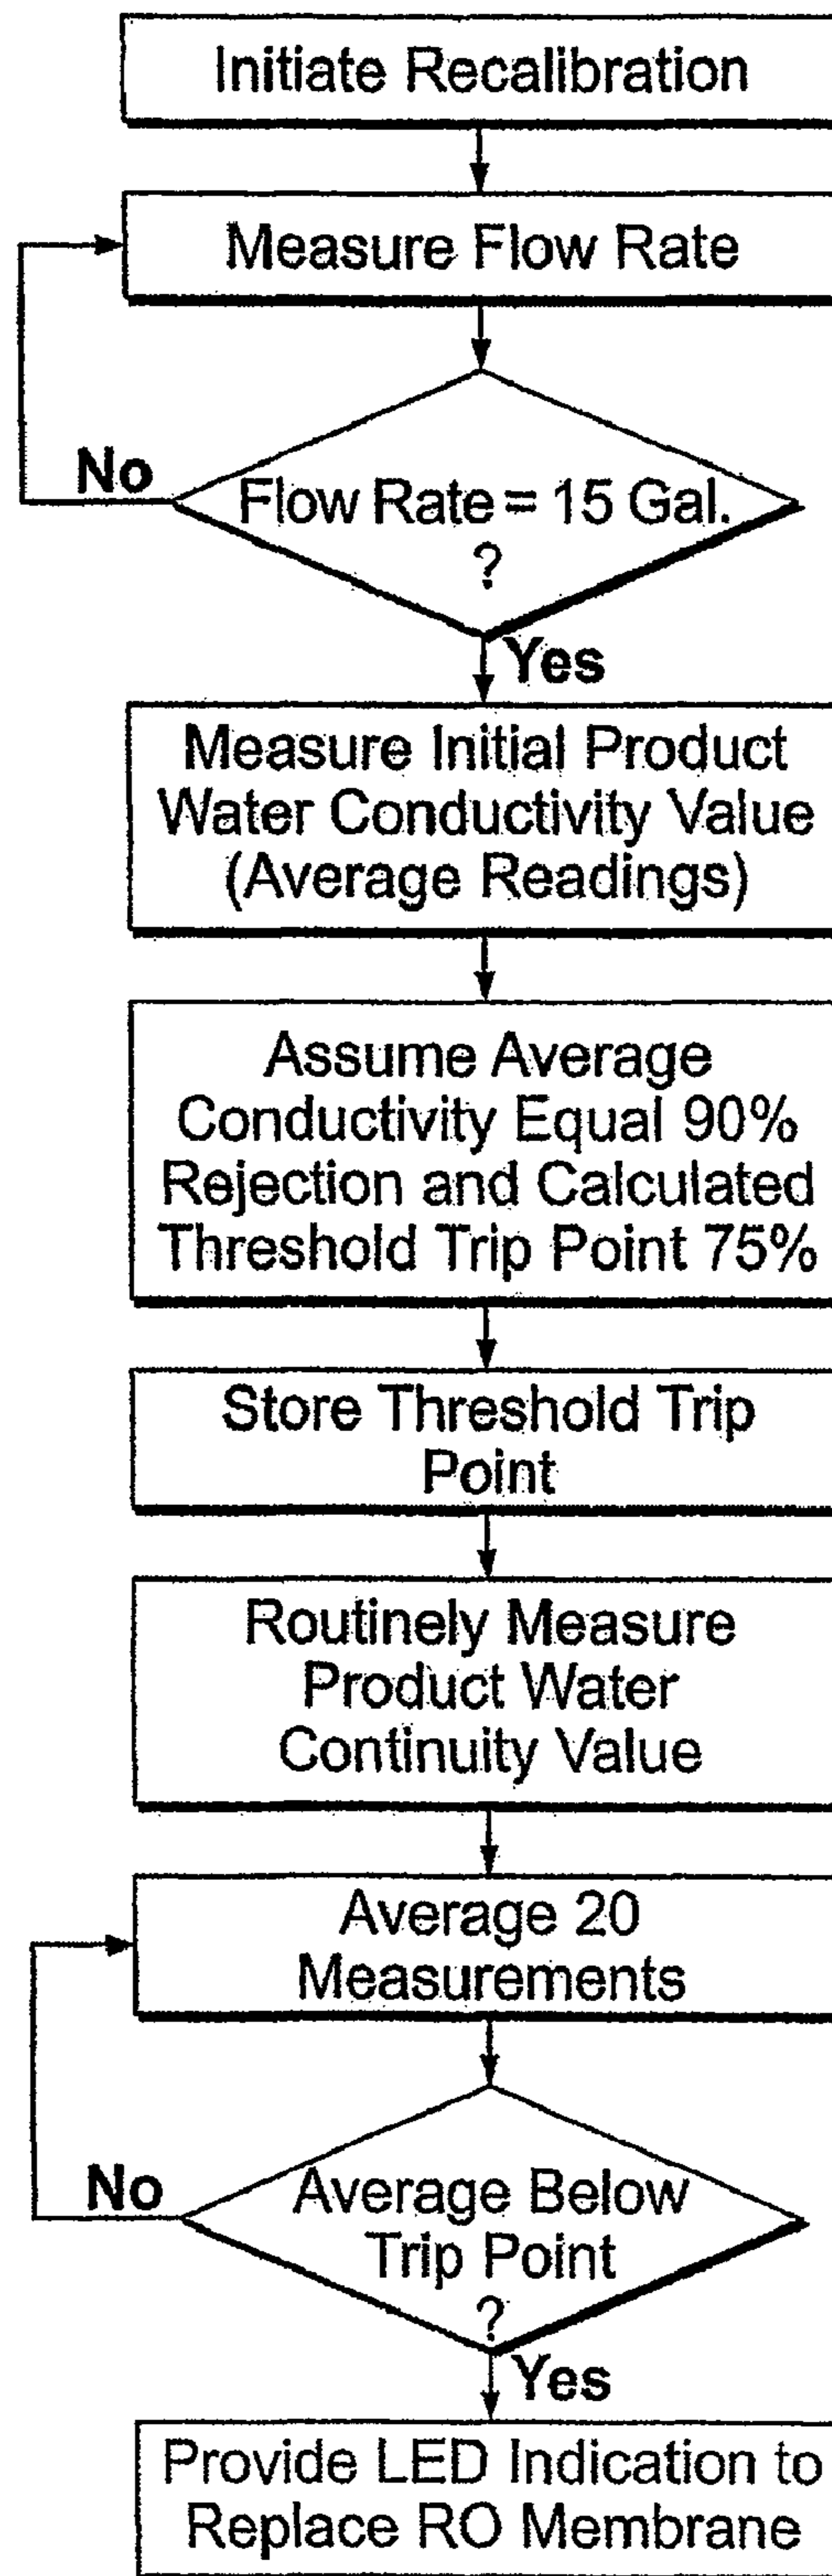 Initiate Recalibration
Measure Flow Rate
No
Flow Rate = 15 Gal.
?
Yes
Measure Initial Product
Water Conductivity Value
(Average Readings)
Assume Average
Conductivity Equal 90%
Rejection and Calculated
Threshold Trip Point 75%
Store Threshold Trip
Point
Routinely Measure
Product Water
Continuity Value
Average 20
Measurements
No
Average Below
Trip Point
?
Yes
Provide LED Indication to
Replace RO Membrane